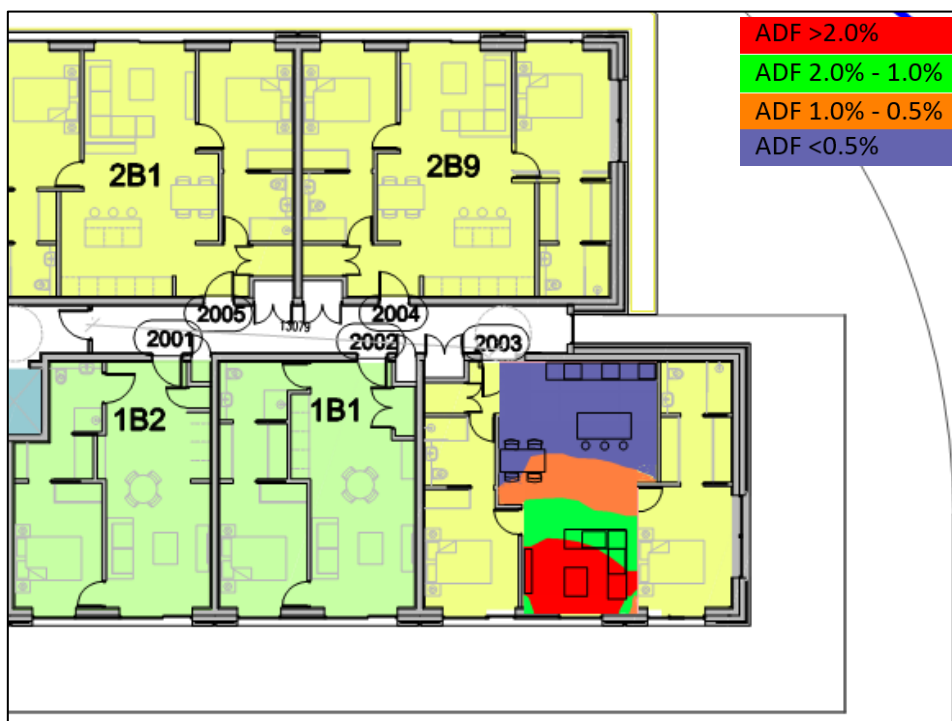 ADF >2.0%
ADF 2.0% - 1.0%
ADF 1.0% - 0.5%
ADF <0.5%
2B1
2B9
2005
2004
13079
2001
2002
2003
1B2
1B1